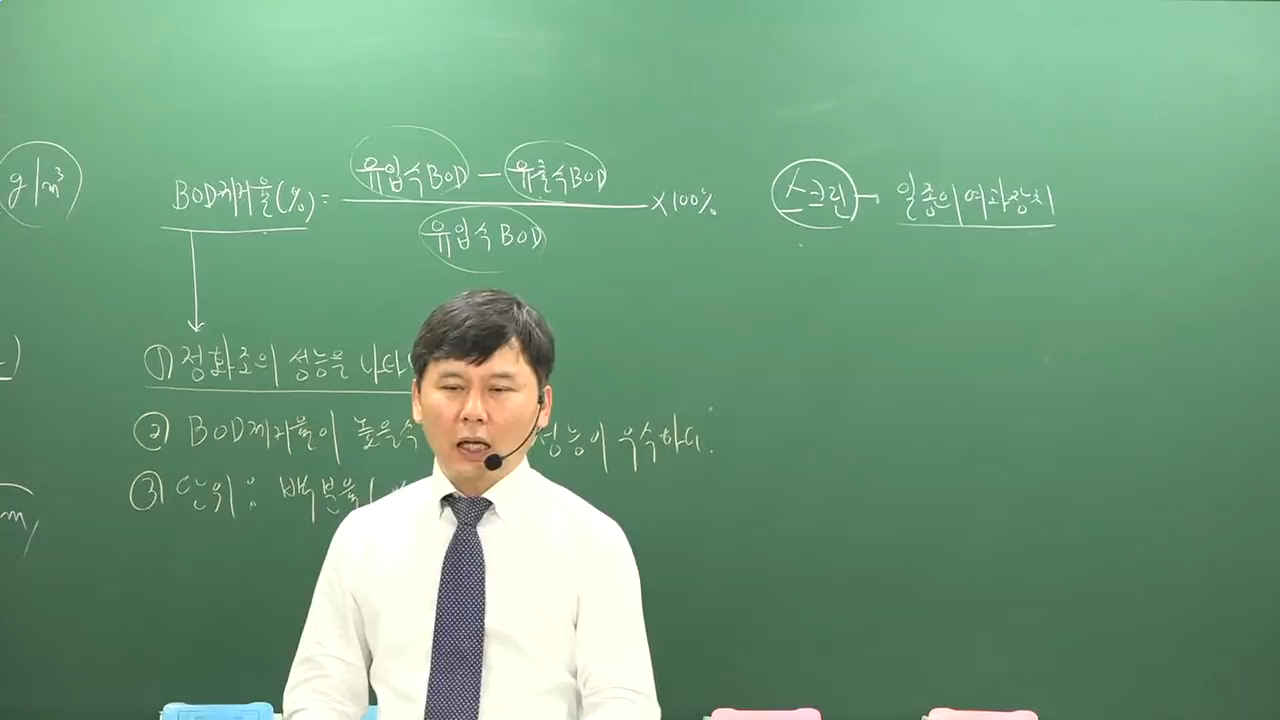 g/m³
BOD제거율(%) = 유입수BOD - 유출수BOD / 유입수BOD ×100%
스크린 - 일종의 여과장치
① 정화조의 성능을 나타
② BOD제거율이 높을수 성능이 우수하다.
③ 단위 : 백분율(